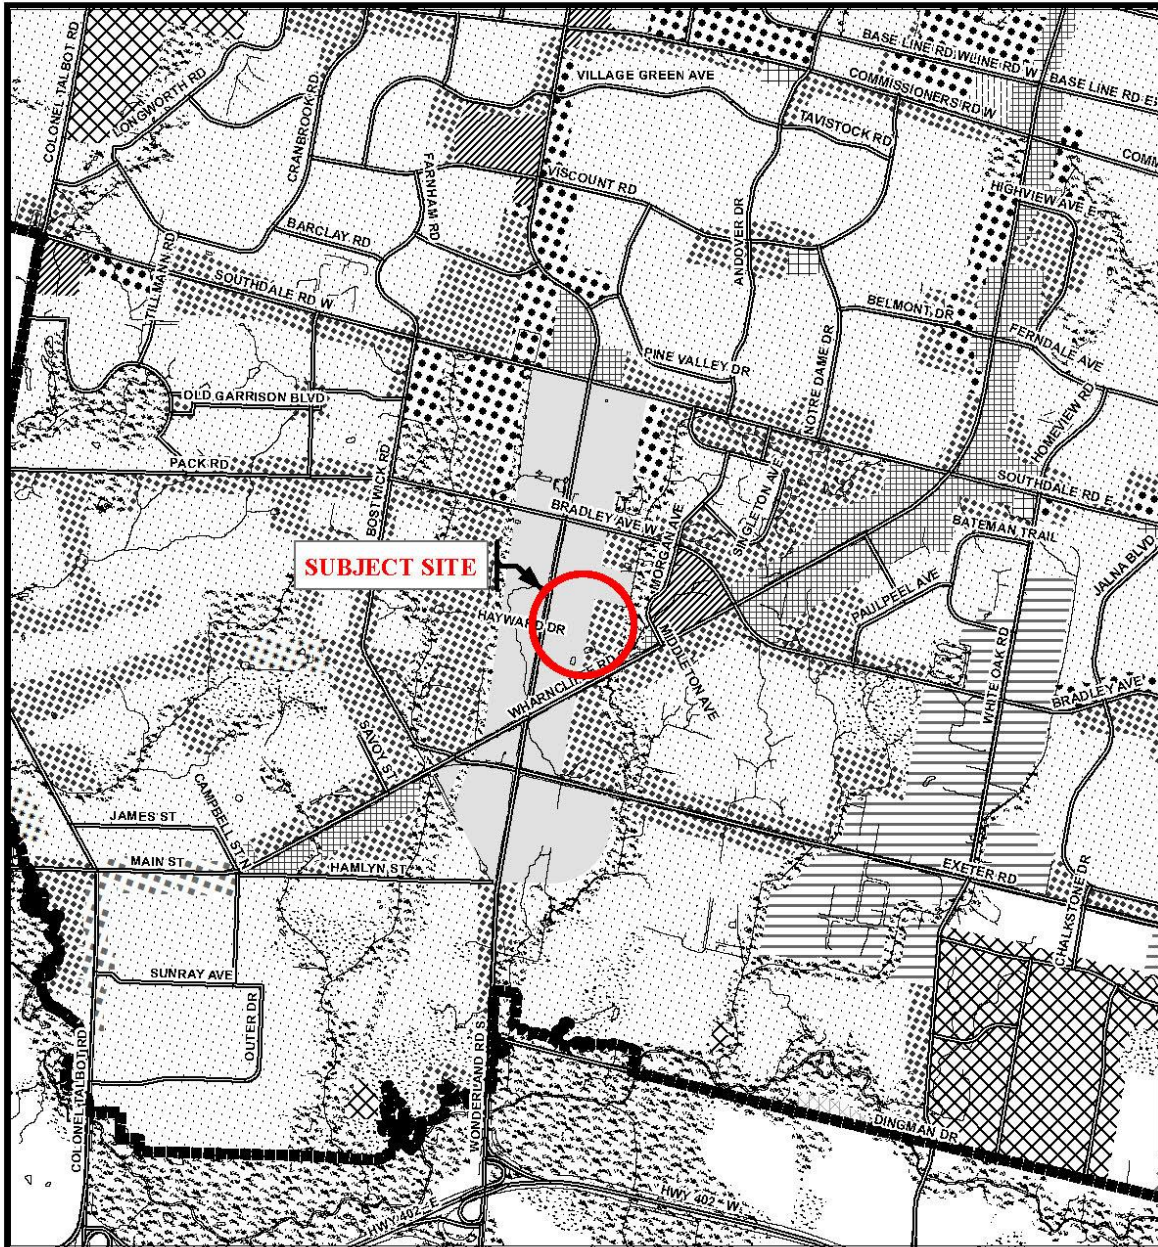 COLONEL TALBOT RD
LONGWORTH RD
CRANBROOK RD
VILLAGE GREEN AVE
BASE LINE RD W
BASE LINE RD E
COMMISSIONERS RD W
TAVISTOCK RD
FARNHAM RD
VISCOUNT RD
ANDOVER DR
HIGHVIEW AVE E
BARCLAY RD
TILLMANN RD
SOUTHDALE RD W
BELMONT DR
FERNDALE AVE
PINE VALLEY DR
NOTRE DAME DR
HOMEVIEW RD
OLD GARRISON BLVD
PACK RD
BOSTWICK RD
SINGLETON AVE
SOUTHDALE RD E
BRADLEY AVE W
MORGAN AVE
BATEMAN TRAIL
JALNA BLVD
SUBJECT SITE
PAULPEEL AVE
HAYWARD DR
MIDDLETON AVE
WHITE OAK RD
WHARNCLIFFE RD
BRADLEY AVE
SAVOY ST
CAMPBELL ST N
JAMES ST
MAIN ST
HAMLYN ST
EXETER RD
CHALKSTONE DR
SUNRAY AVE
OUTER DR
COLONEL TALBOT RD
WONDERLAND RD S
DINGMAN DR
HWY 402 - W
HWY 402 - E